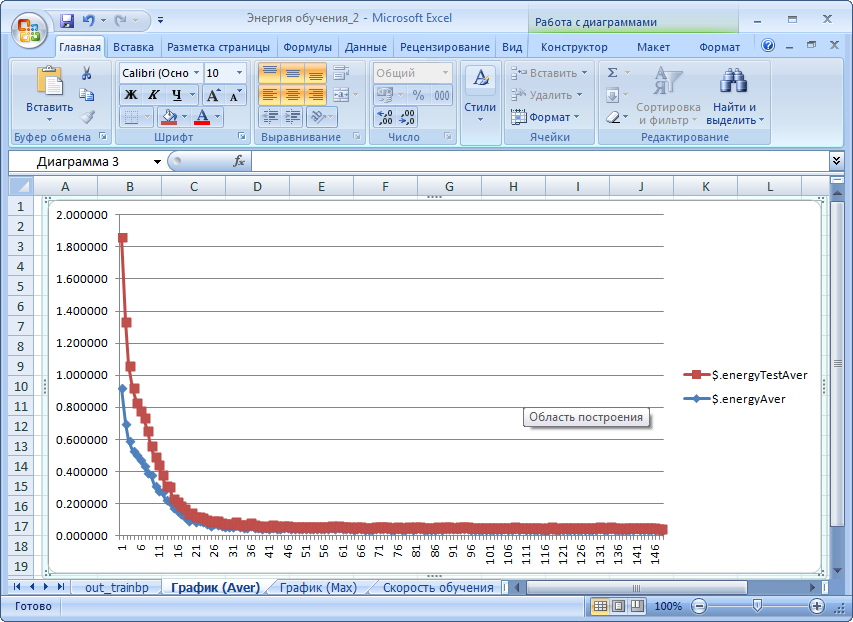 Энергия обучения_2 - Microsoft Excel
Работа с диаграммами
Главная Вставка Разметка страницы Формулы Данные Рецензирование Вид Конструктор Макет Формат
Calibri (Осно 10
Общий
Вставить
Ж К Ч
A A
% 000
Стили
Вставить
Удалить
Формат
Σ
Сортировка и фильтр
Найти и выделить
Буфер обмена Шрифт Выравнивание Число Ячейки Редактирование
Диаграмма 3 fx
A B C D E F G H I J K L
1
2
3
4
5
6
7
8
9
10
11
12
13
14
15
16
17
18
19
2.000000
1.800000
1.600000
1.400000
1.200000
1.000000
0.800000
0.600000
0.400000
0.200000
0.000000
$.energyTestAver
$.energyAver
Область построения
1 6 11 16 21 26 31 36 41 46 51 56 61 66 71 76 81 86 91 96 101 106 111 116 121 126 131 136 141 146
out_trainbp График (Aver) График (Max) Скорость обучения
Готово 100%